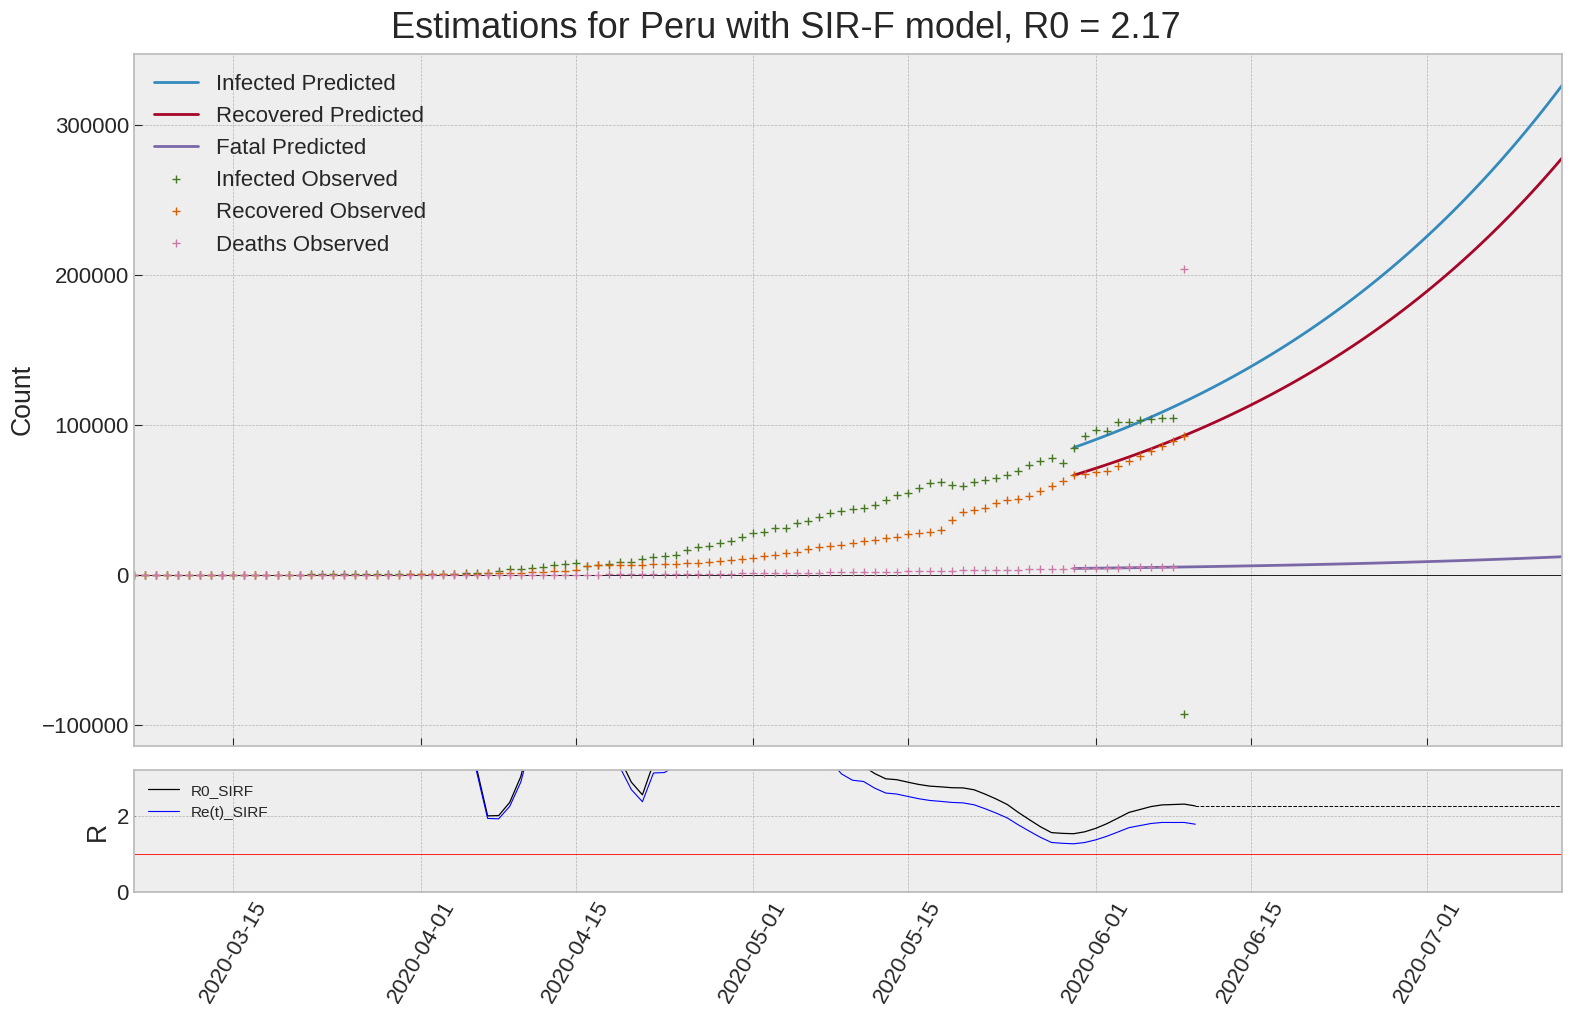 Estimations for Peru with SIR-F model, R0 = 2.17
Infected Predicted
Recovered Predicted
Fatal Predicted
Infected Observed
Recovered Observed
Deaths Observed
300000
200000
100000
0
−100000
Count
R0_SIRF
Re(t)_SIRF
2
0
R
2020-03-15
2020-04-01
2020-04-15
2020-05-01
2020-05-15
2020-06-01
2020-06-15
2020-07-01